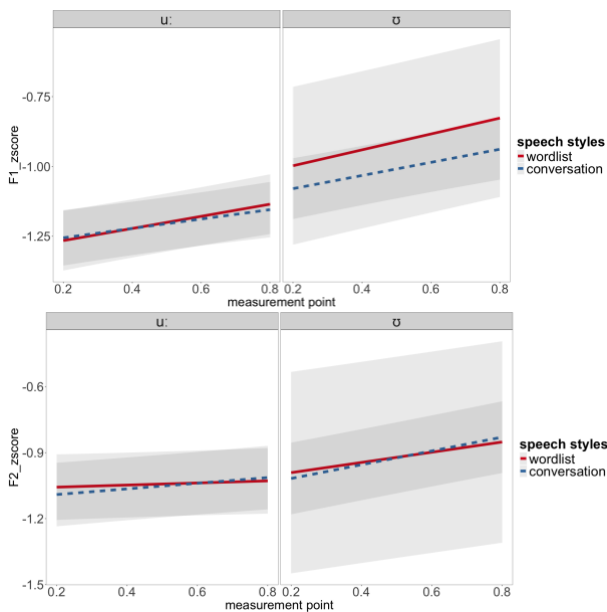 uː ʊ
F1_zscore
-0.75
-1.00
-1.25
0.2 0.4 0.6 0.8 0.2 0.4 0.6 0.8
measurement point
speech styles
wordlist
conversation
uː ʊ
F2_zscore
-0.6
-0.9
-1.2
-1.5
0.2 0.4 0.6 0.8 0.2 0.4 0.6 0.8
measurement point
speech styles
wordlist
conversation